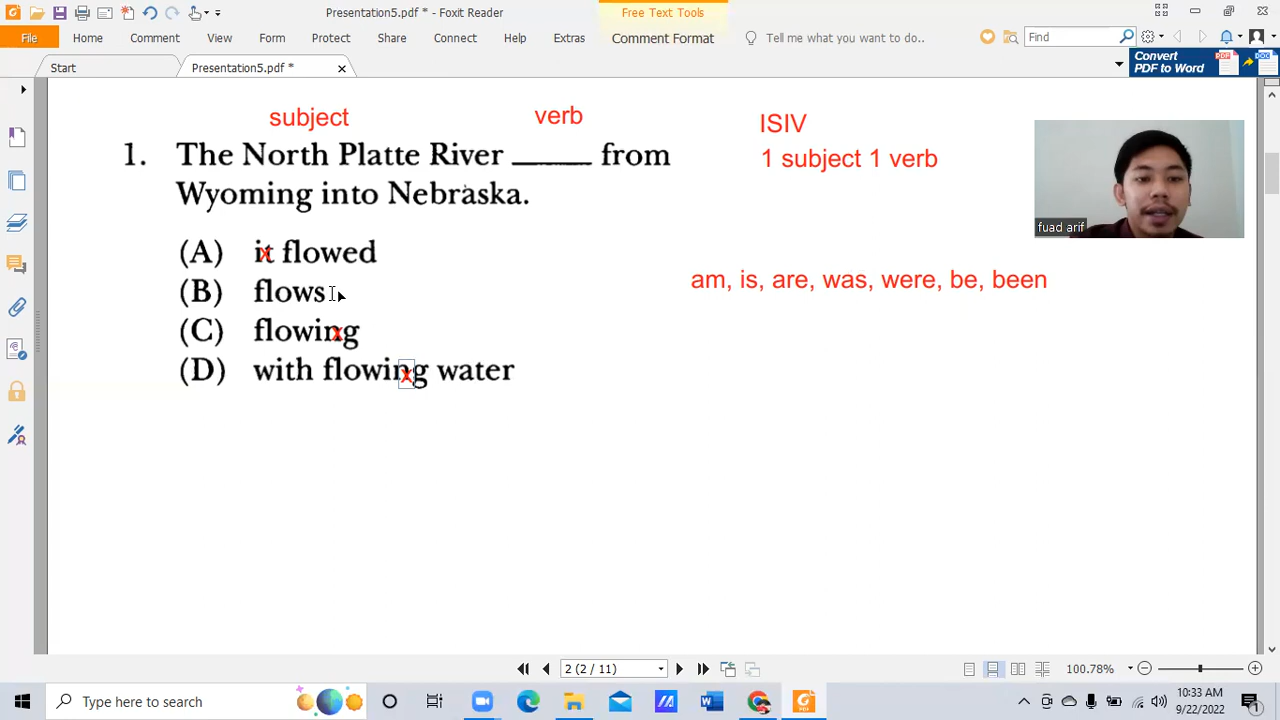 Presentation5.pdf * - Foxit Reader
Free Text Tools
File Home Comment View Form Protect Share Connect Help Extras Comment Format Tell me what you want to do.. Find
Start Presentation5.pdf *
Convert PDF to Word
subject verb
ISIV
1 subject 1 verb
1. The North Platte River ______ from
Wyoming into Nebraska.
(A) it flowed
x
(B) flows
(C) flowing
x
(D) with flowing water
x
am, is, are, was, were, be, been
fuad arif
2 (2 / 11)
100.78%
Type here to search
10:33 AM
9/22/2022
1